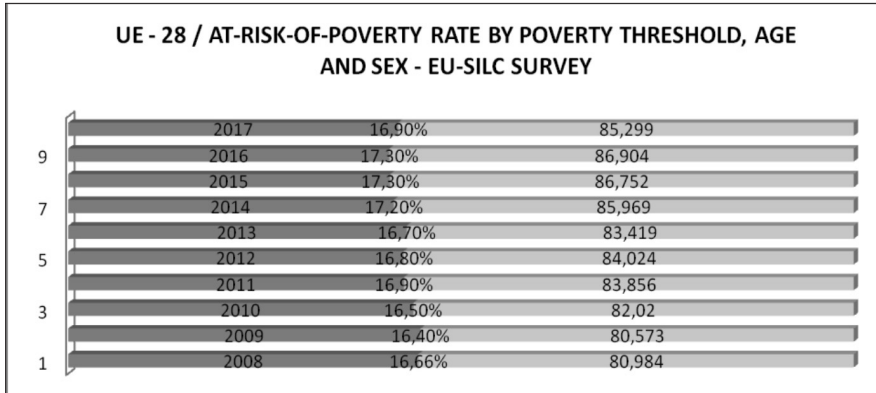 UE - 28 / AT-RISK-OF-POVERTY RATE BY POVERTY THRESHOLD, AGE
AND SEX - EU-SILC SURVEY
2017 16,90% 85,299
9 2016 17,30% 86,904
2015 17,30% 86,752
7 2014 17,20% 85,969
2013 16,70% 83,419
5 2012 16,80% 84,024
2011 16,90% 83,856
3 2010 16,50% 82,02
2009 16,40% 80,573
1 2008 16,66% 80,984